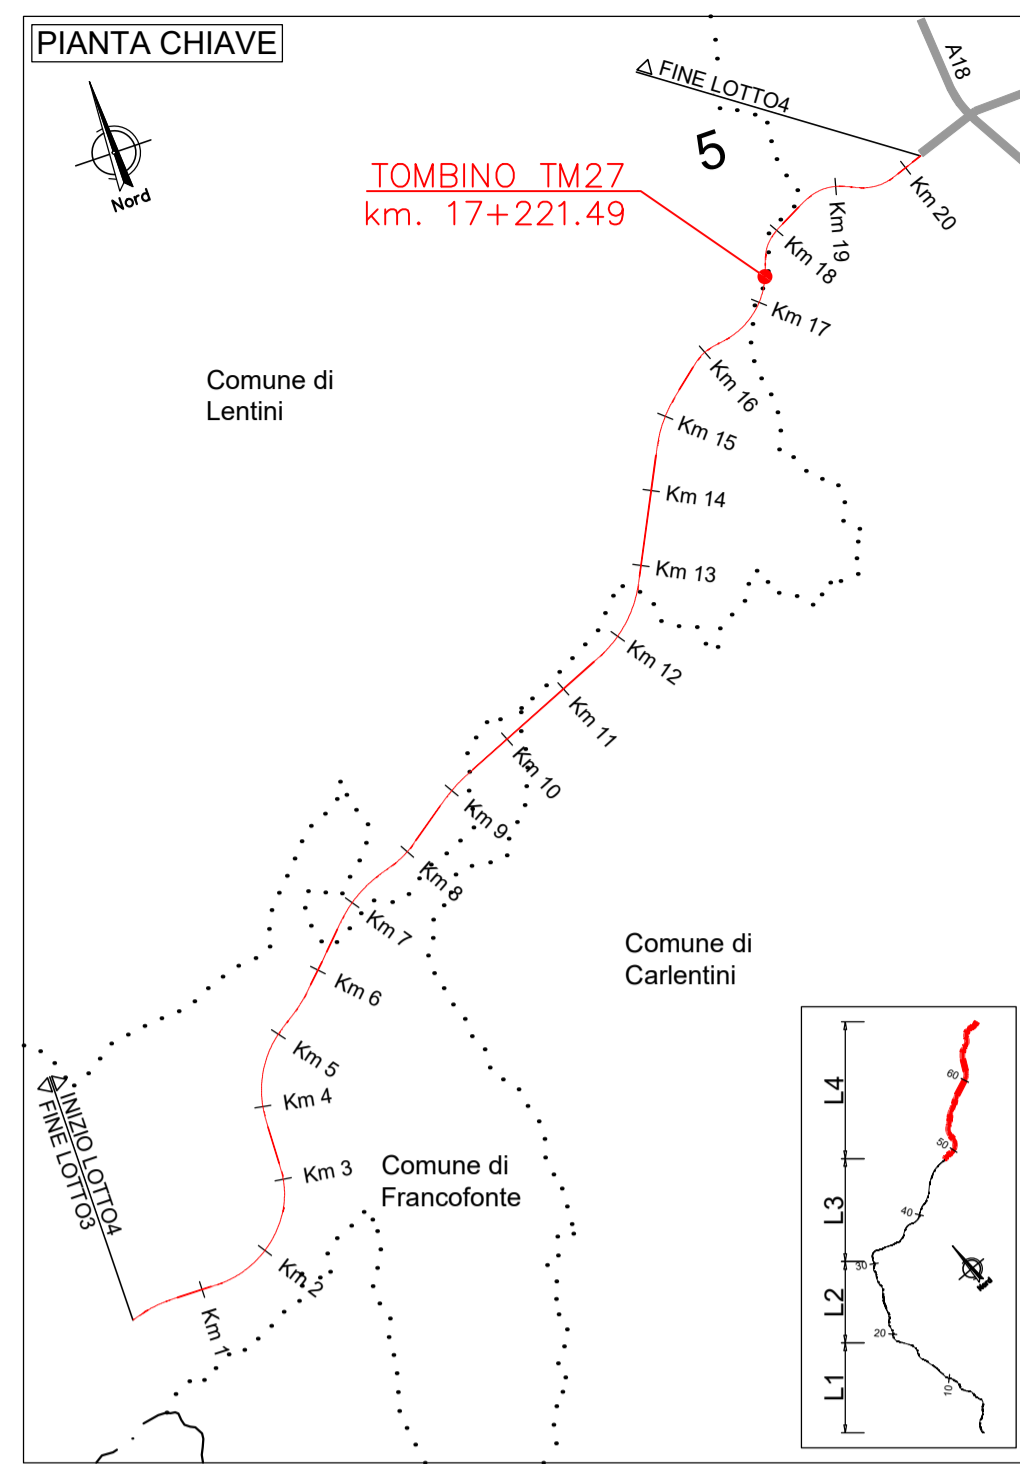 PIANTA CHIAVE
Nord
FINE LOTTO4
A18
5
TOMBINO TM27
km. 17+221.49
Km 20
Km 19
Km 18
Km 17
Km 16
Km 15
Km 14
Km 13
Km 12
Km 11
Km 10
Km 9
Km 8
Km 7
Km 6
Km 5
Km 4
Km 3
Km 2
Km 1
Comune di
Lentini
Comune di
Carlentini
Comune di
Francofonte
INIZIO LOTTO4
FINE LOTTO3
L4
L3
L2
L1
60
50
40
30
20
10
Nord